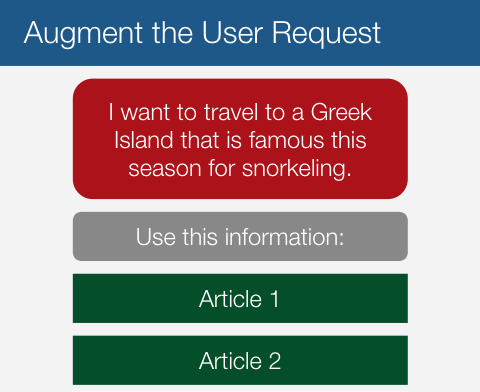 Augment the User Request
I want to travel to a Greek
Island that is famous this
season for snorkeling.
Use this information:
Article 1
Article 2